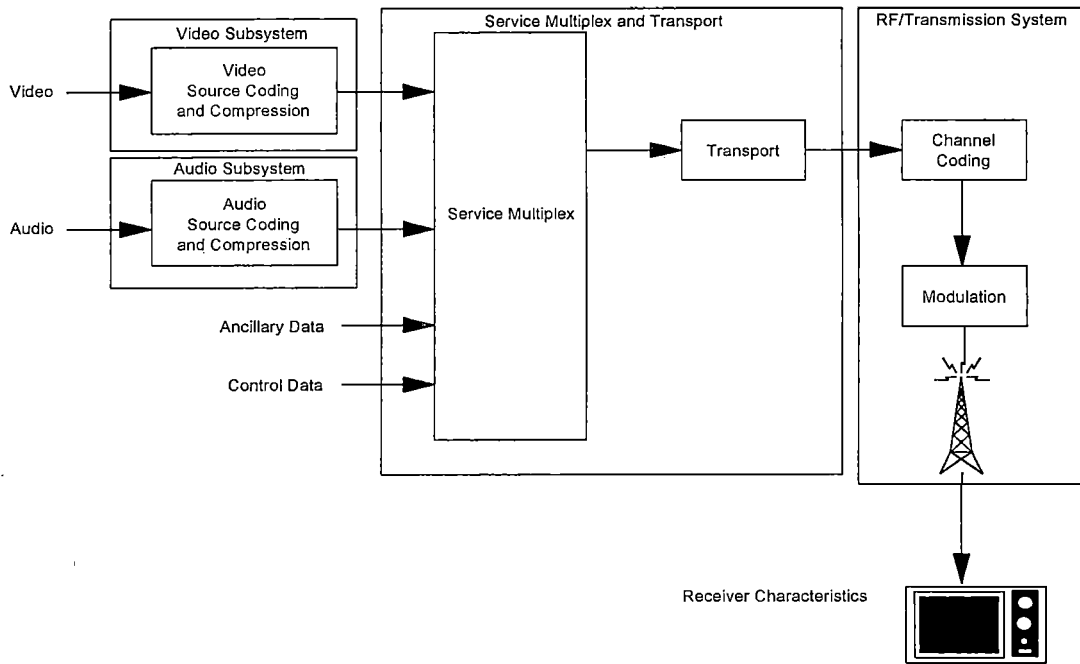 Service Multiplex and Transport
RF/Transmission System
Video Subsystem
Video
Video
Source Coding
and Compression
Audio Subsystem
Audio
Audio
Source Coding
and Compression
Service Multiplex
Transport
Channel
Coding
Modulation
Ancillary Data
Control Data
Receiver Characteristics